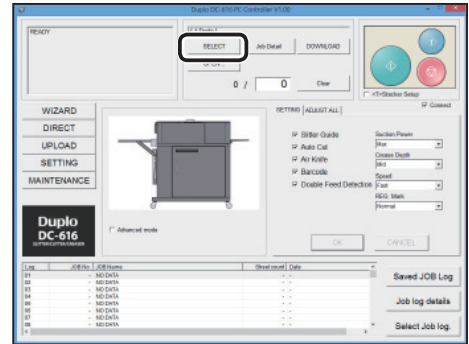 Duplo DC-616 PC Controller V1.00
READY
SELECT
Job Detail
DOWNLOAD
0 / 0
Clear
<T>Stacker Setup
Connect
WIZARD
DIRECT
UPLOAD
SETTING
MAINTENANCE
Duplo
DC-616
SLITTER/CUTTER/CREASER
Advanced mode
SETTING
ADJUST ALL
Slitter Guide
Auto Cut
Air Knife
Barcode
Double Feed Detection
Suction Power
Max
Crease Depth
Mid
Speed
Fast
REG. Mark
Normal
OK
CANCEL
Log JOB No. JOB Name Sheet count Date
01 - NO DATA - -
02 - NO DATA - -
03 - NO DATA - -
04 - NO DATA - -
05 - NO DATA - -
06 - NO DATA - -
07 - NO DATA - -
08 - NO DATA - -
Saved JOB Log
Job log details
Select Job log.